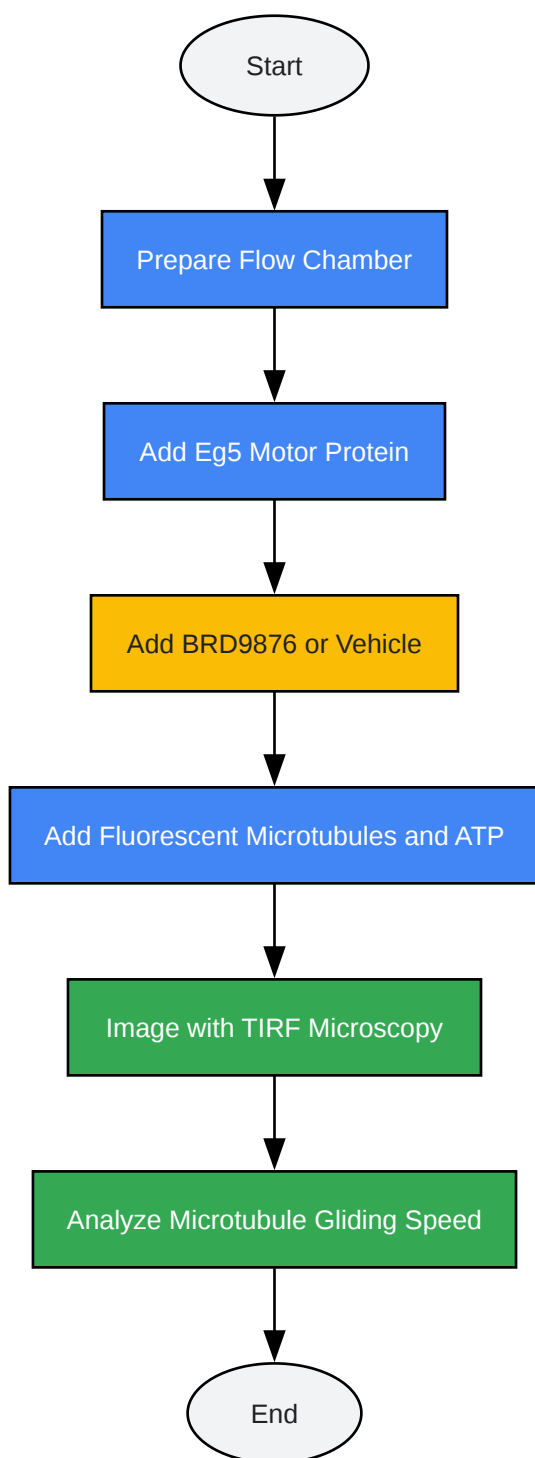 Start
Prepare Flow Chamber
Add Eg5 Motor Protein
Add BRD9876 or Vehicle
Add Fluorescent Microtubules and ATP
Image with TIRF Microscopy
Analyze Microtubule Gliding Speed
End